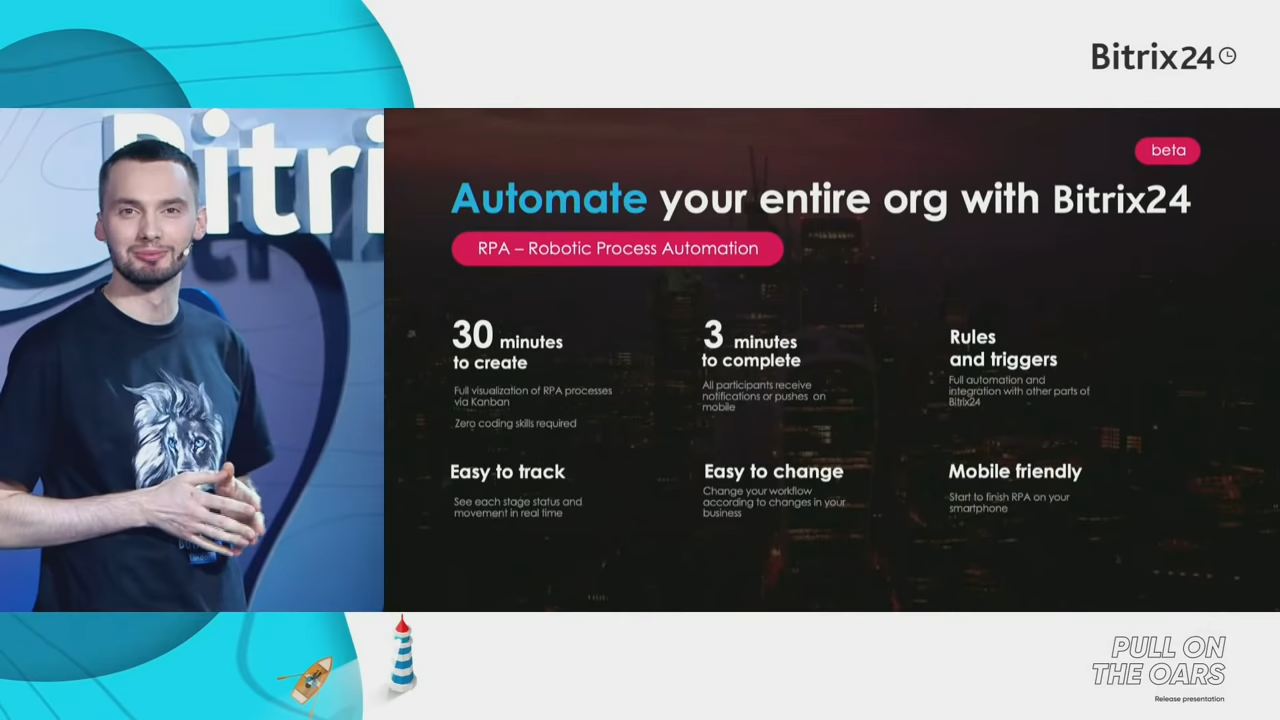 Bitrix24
Bitri
beta
Automate your entire org with Bitrix24
RPA – Robotic Process Automation
30 minutes
to create
Full visualization of RPA processes
via Kanban
Zero coding skills required
3 minutes
to complete
All participants receive
notifications or pushes on
mobile
Rules
and triggers
Full automation and
integration with other parts of
Bitrix24
Easy to track
See each stage status and
movement in real time
Easy to change
Change your workflow
according to changes in your
business
Mobile friendly
Start to finish RPA on your
smartphone
PULL ON
THE OARS
Release presentation